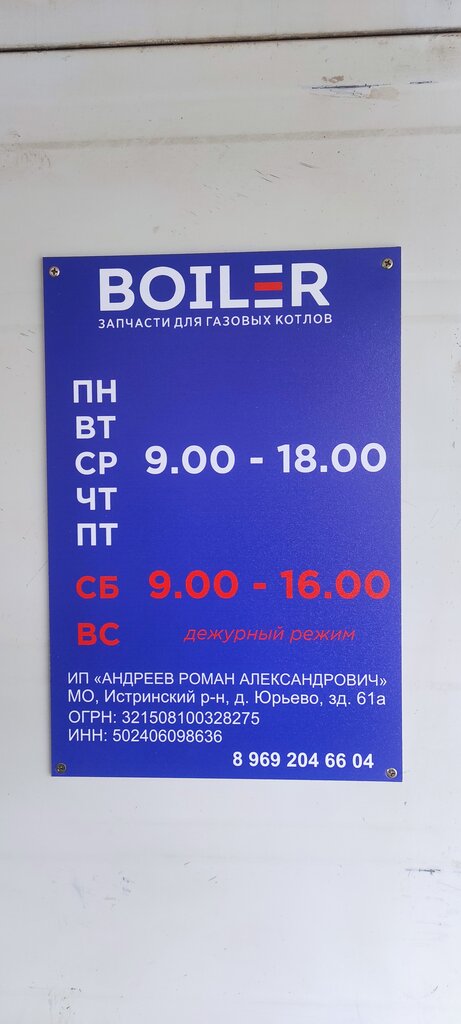 BOILER
ЗАПЧАСТИ ДЛЯ ГАЗОВЫХ КОТЛОВ
ПН
ВТ
СР 9.00 - 18.00
ЧТ
ПТ
СБ 9.00 - 16.00
ВС дежурный режим
ИП «АНДРЕЕВ РОМАН АЛЕКСАНДРОВИЧ»
МО, Истринский р-н, д. Юрьево, зд. 61а
ОГРН: 321508100328275
ИНН: 502406098636
8 969 204 66 04